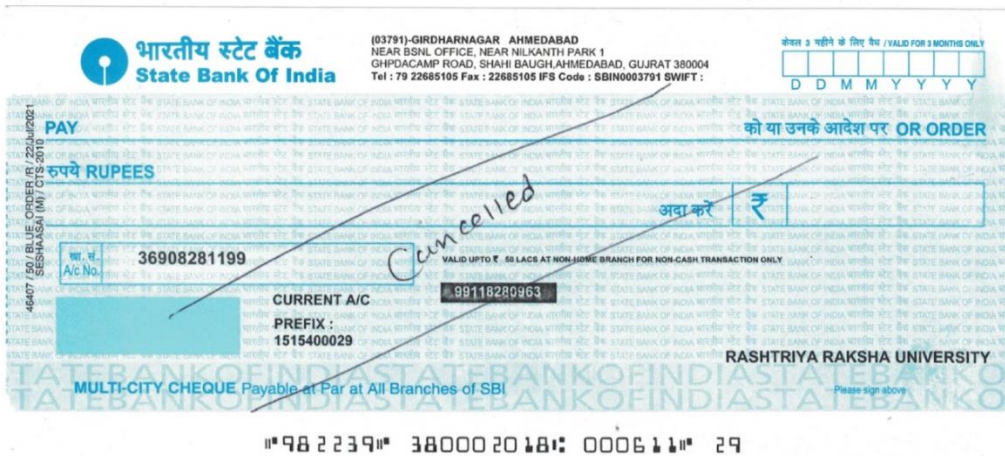 भारतीय स्टेट बैंक
State Bank Of India
(03791)-GIRDHARNAGAR AHMEDABAD
NEAR BSNL OFFICE, NEAR NILKANTH PARK 1
GHPDACAMP ROAD, SHAHI BAUGH,AHMEDABAD, GUJRAT 380004
Tel : 79 22685105 Fax : 22685105 IFS Code : SBIN0003791 SWIFT :
केवल 3 महीने के लिए वैध / VALID FOR 3 MONTHS ONLY
D D M M Y Y Y Y
PAY
को या उनके आदेश पर OR ORDER
रुपये RUPEES
अदा करें ₹
Cancelled
खा. सं.
A/c No.
36908281199
VALID UPTO ₹ 50 LACS AT NON-HOME BRANCH FOR NON-CASH TRANSACTION ONLY
99118280963
CURRENT A/C
PREFIX :
1515400029
RASHTRIYA RAKSHA UNIVERSITY
MULTI-CITY CHEQUE Payable at Par at All Branches of SBI
Please sign above
46407 / 50 / BLUE_ORDER /R / 22/Jul/2021
SESHAASAI (M) / CTS-2010
TATEBANKOFINDIASTATEBANKOFINDIASTATEBANKO
TATEBANKOFINDIASTATEBANKOFINDIASTATEBANKO
⑈982239⑈ 380002018⑆ 000611⑈ 29